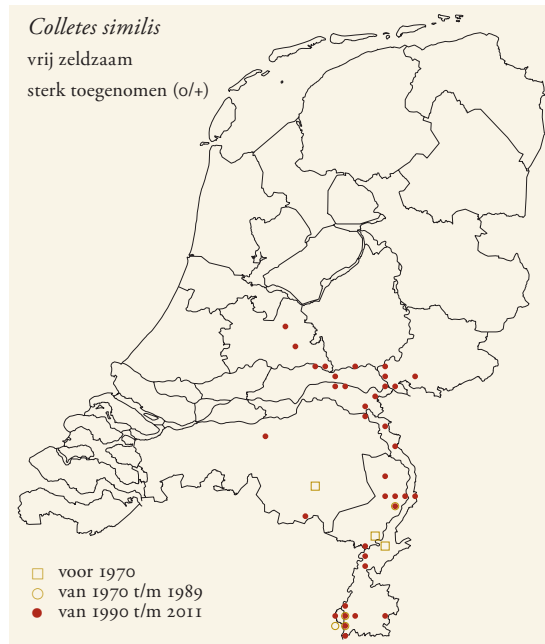 Colletes similis
vrij zeldzaam
sterk toegenomen (0/+)
voor 1970
van 1970 t/m 1989
van 1990 t/m 2011